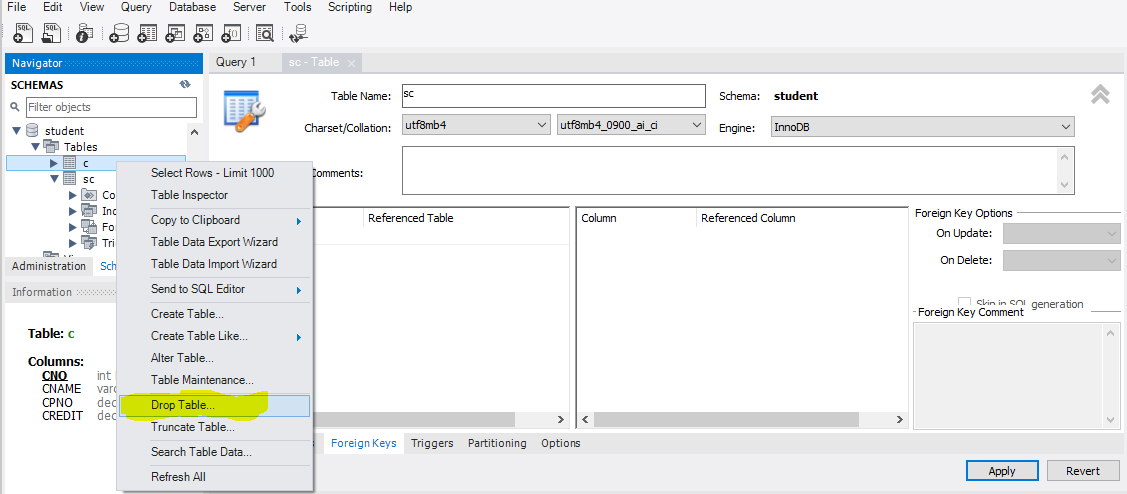 File Edit View Query Database Server Tools Scripting Help
Navigator
SCHEMAS
Filter objects
student
Tables
c
sc
Co
Inc
Fo
Tri
Administration Sch
Information
Table: c
Columns:
CNO int
CNAME varc
CPNO dec
CREDIT dec
Select Rows - Limit 1000
Table Inspector
Copy to Clipboard
Table Data Export Wizard
Table Data Import Wizard
Send to SQL Editor
Create Table...
Create Table Like...
Alter Table...
Table Maintenance...
Drop Table...
Truncate Table...
Search Table Data...
Refresh All
Query 1 sc - Table
Table Name: sc Schema: student
Charset/Collation: utf8mb4 utf8mb4_0900_ai_ci Engine: InnoDB
Comments:
Referenced Table
Column Referenced Column
Foreign Key Options
On Update:
On Delete:
Skip in SQL generation
Foreign Key Comment
Foreign Keys Triggers Partitioning Options
Apply Revert